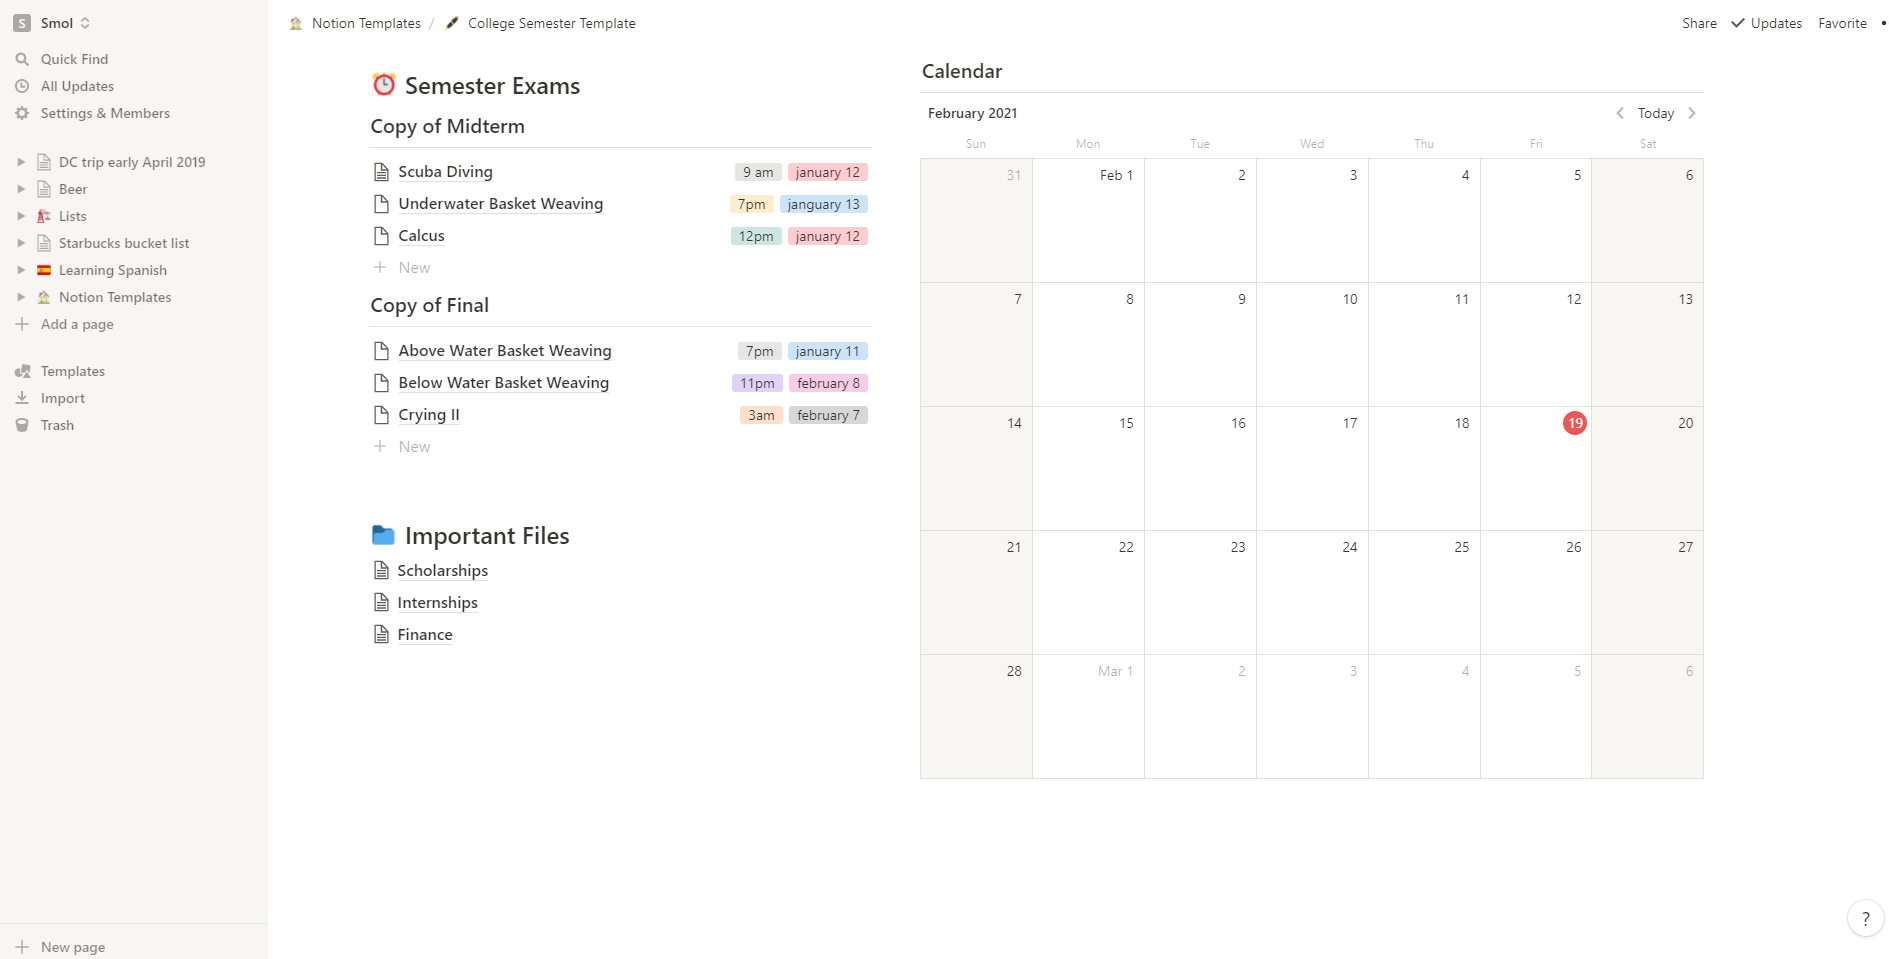 S Smol
Quick Find
All Updates
Settings & Members
DC trip early April 2019
Beer
Lists
Starbucks bucket list
Learning Spanish
Notion Templates
Add a page
Templates
Import
Trash
New page
Notion Templates / College Semester Template
Share Updates Favorite
Semester Exams
Copy of Midterm
Scuba Diving 9 am january 12
Underwater Basket Weaving 7pm janguary 13
Calcus 12pm january 12
New
Copy of Final
Above Water Basket Weaving 7pm january 11
Below Water Basket Weaving 11pm february 8
Crying II 3am february 7
New
Important Files
Scholarships
Internships
Finance
Calendar
February 2021 Today
Sun Mon Tue Wed Thu Fri Sat
31 Feb 1 2 3 4 5 6
7 8 9 10 11 12 13
14 15 16 17 18 19 20
21 22 23 24 25 26 27
28 Mar 1 2 3 4 5 6
?